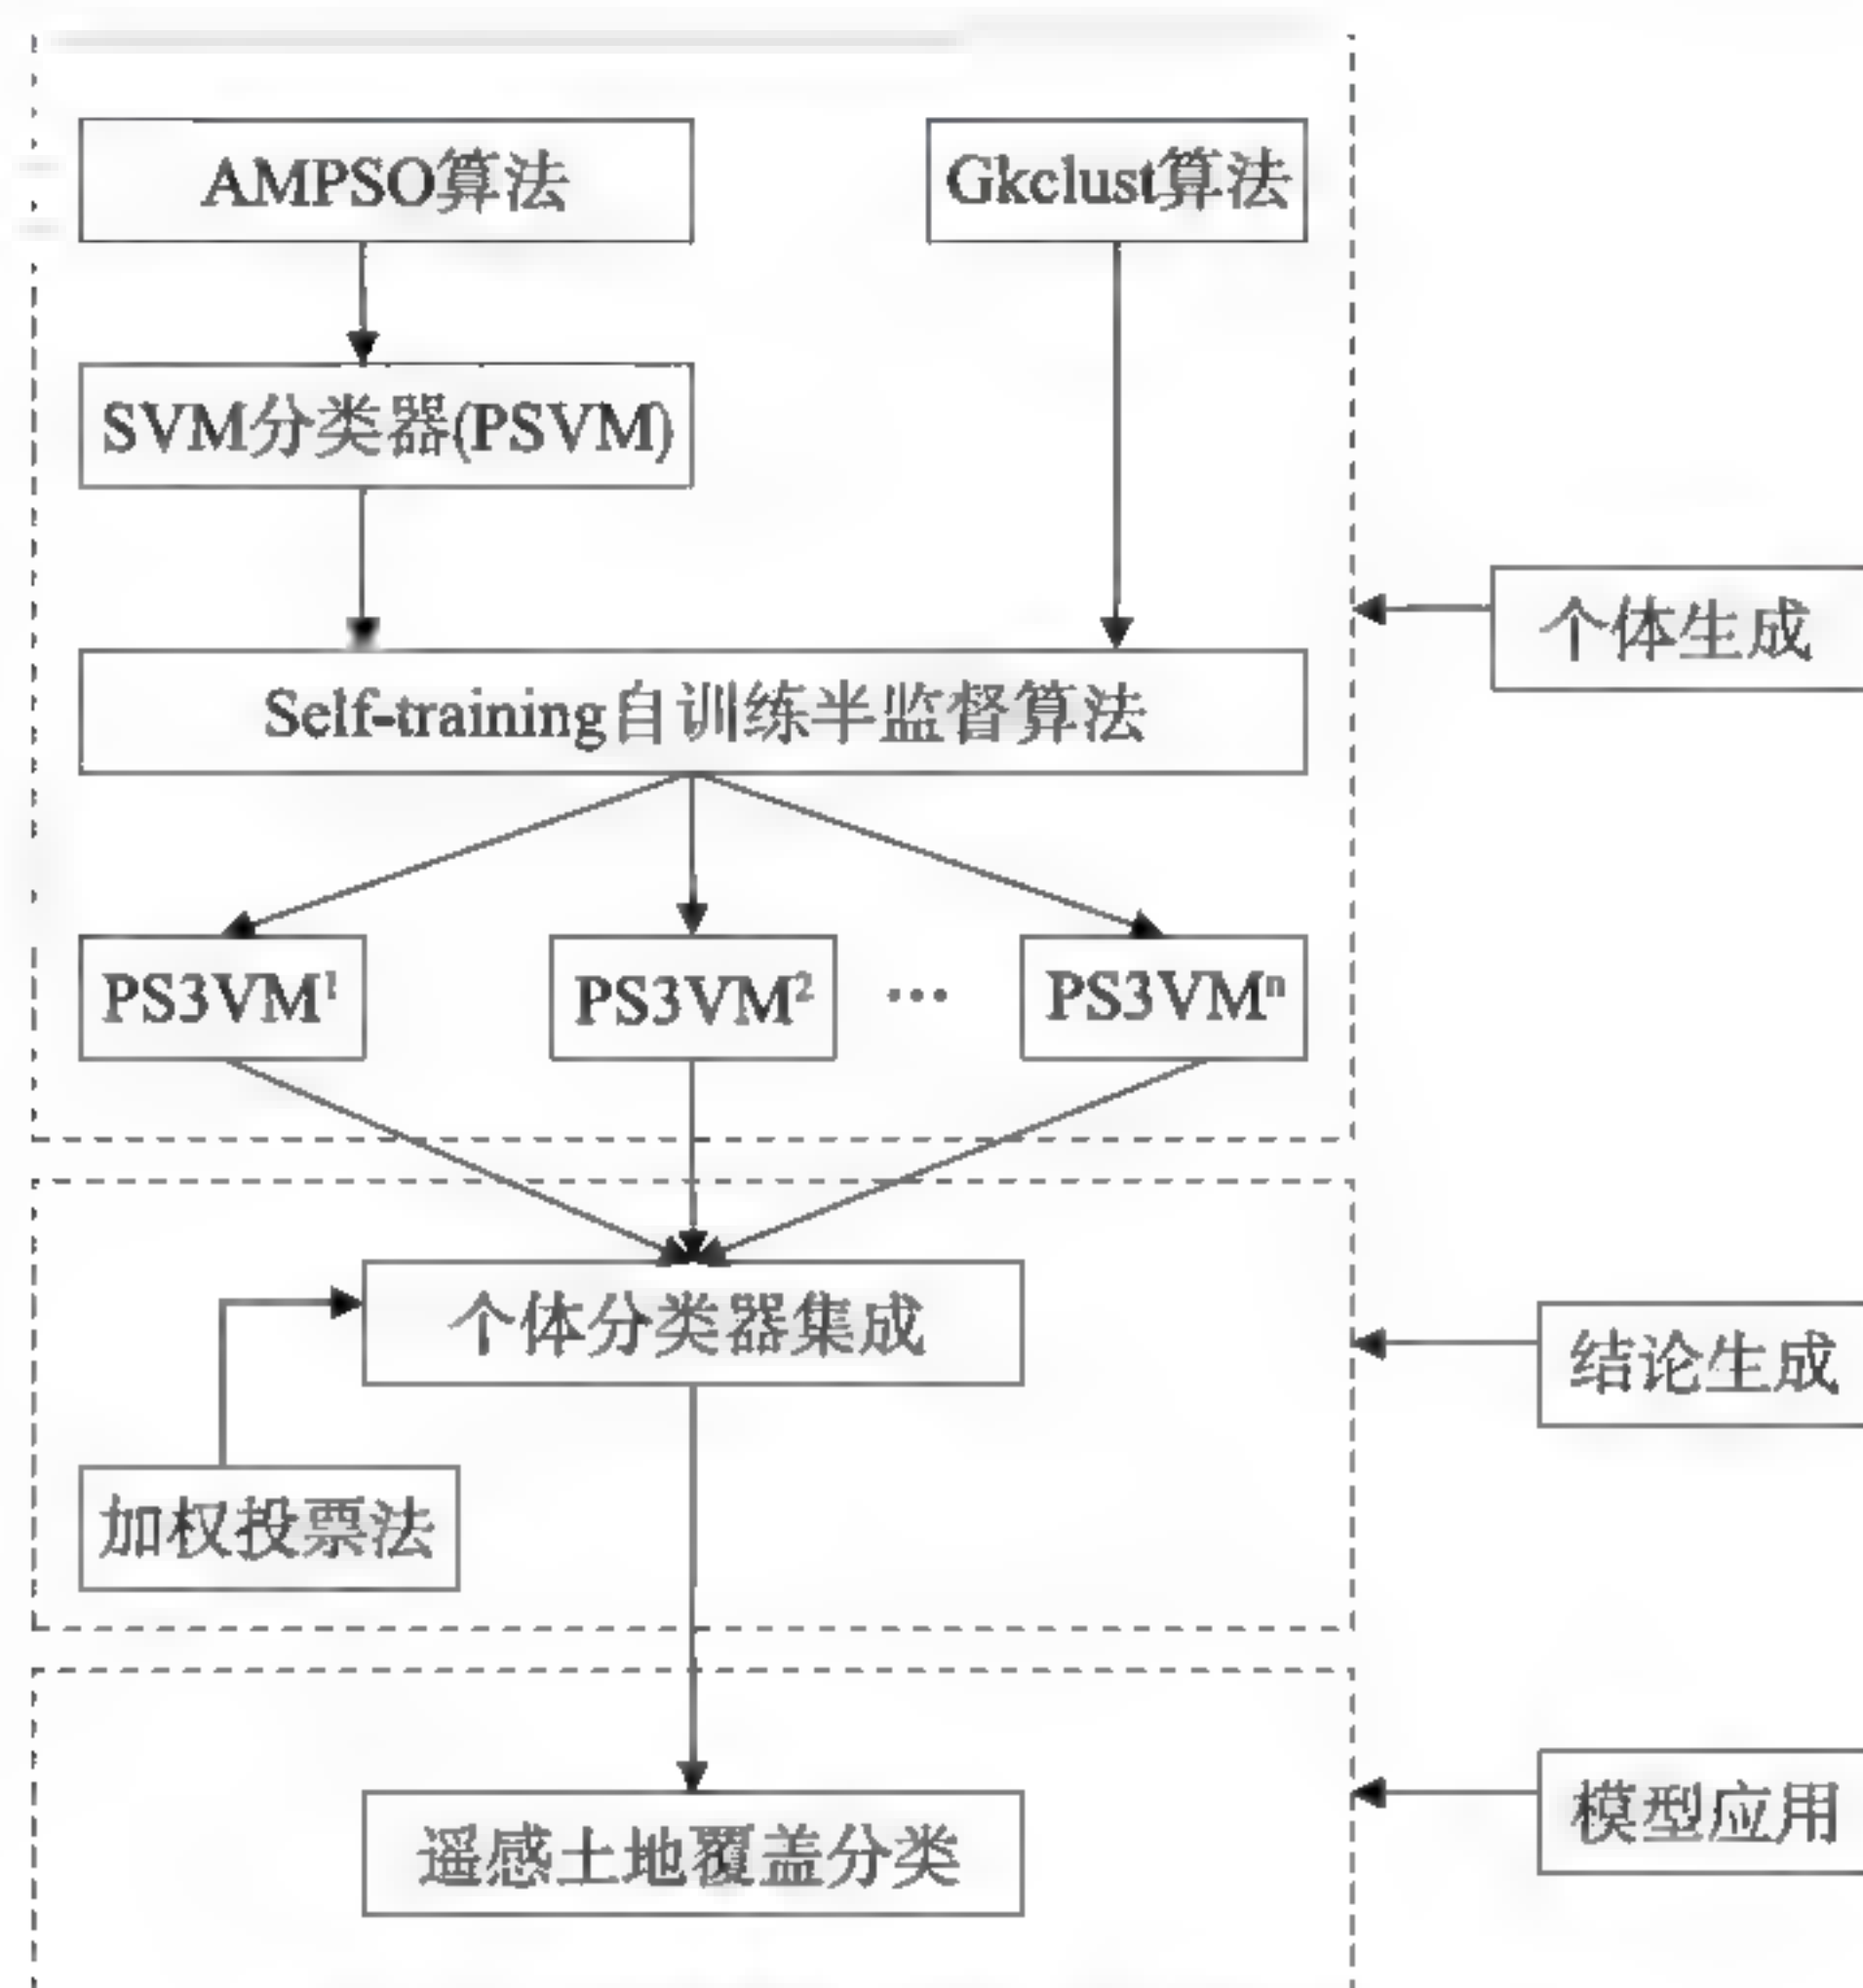 AMPSO算法
Gkclust算法
SVM分类器(PSVM)
个体生成
Self-training自训练半监督算法
PS3VM¹
PS3VM²
...
PS3VMⁿ
个体分类器集成
结论生成
加权投票法
模型应用
遥感土地覆盖分类